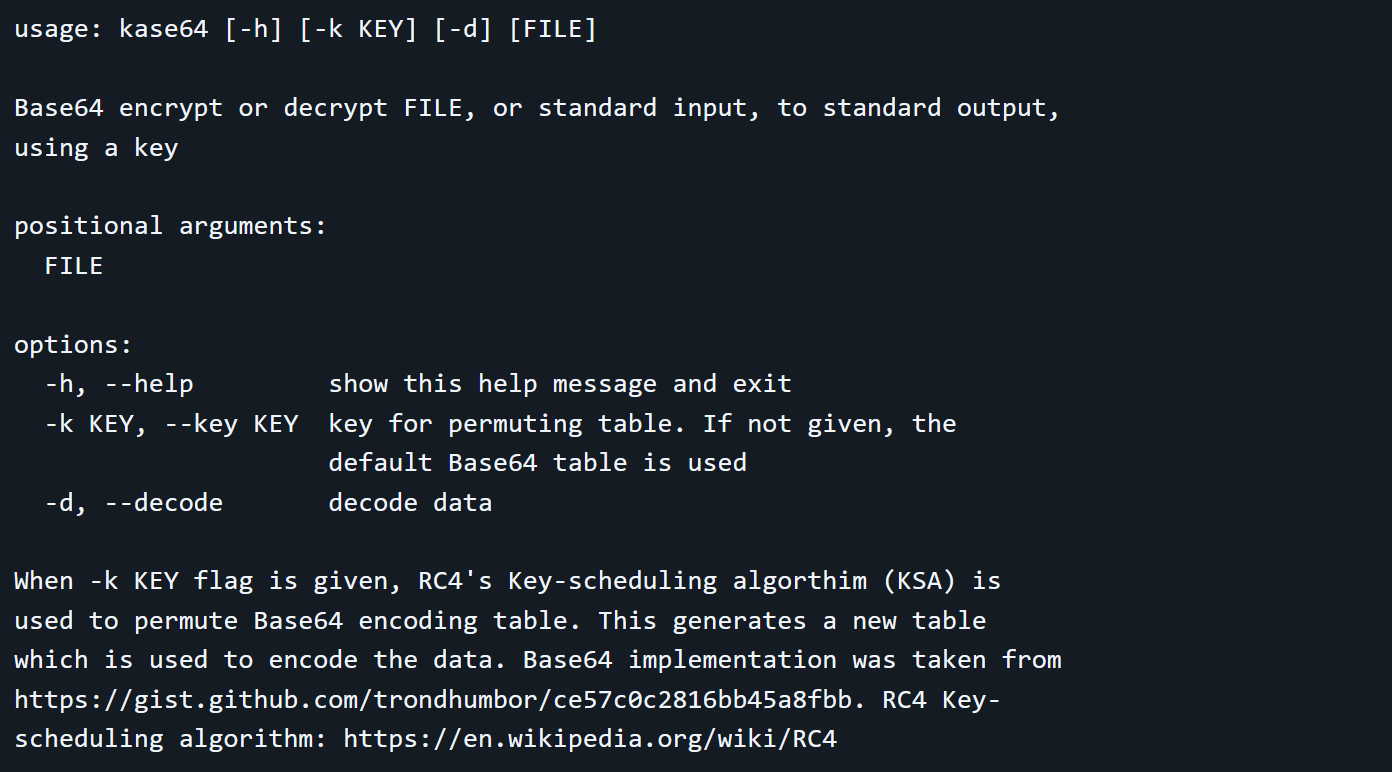 usage: kase64 [-h] [-k KEY] [-d] [FILE]
Base64 encrypt or decrypt FILE, or standard input, to standard output,
using a key
positional arguments:
FILE
options:
-h, --help show this help message and exit
-k KEY, --key KEY key for permuting table. If not given, the
default Base64 table is used
-d, --decode decode data
When -k KEY flag is given, RC4's Key-scheduling algorthim (KSA) is
used to permute Base64 encoding table. This generates a new table
which is used to encode the data. Base64 implementation was taken from
https://gist.github.com/trondhumbor/ce57c0c2816bb45a8fbb. RC4 Key-
scheduling algorithm: https://en.wikipedia.org/wiki/RC4